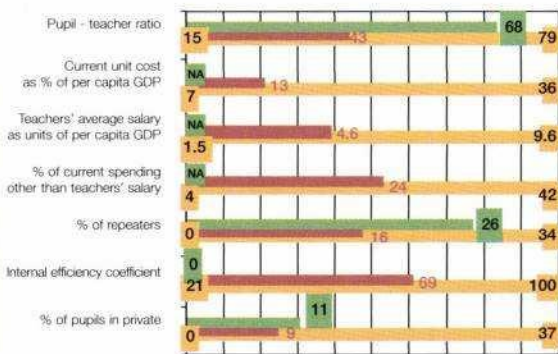 Pupil - teacher ratio
68
15
43
79
Current unit cost
as % of per capita GDP
NA
7
13
36
Teachers' average salary
as units of per capita GDP
NA
1.5
4.6
9.6
% of current spending
other than teachers' salary
NA
4
24
42
% of repeaters
26
0
16
34
Internal efficiency coefficient
0
21
69
100
% of pupils in private
11
0
9
37